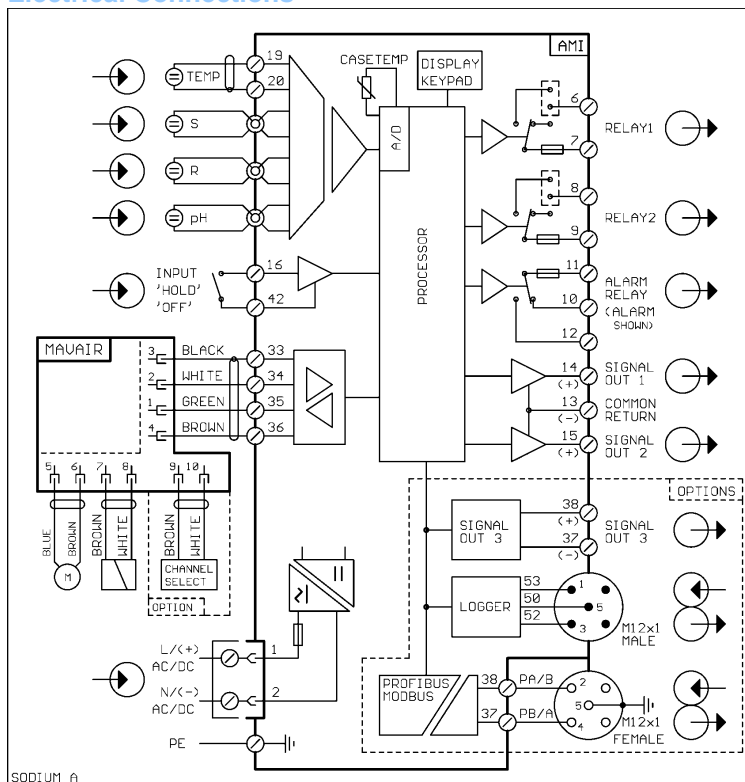 Electrical Connections
AMI
19
TEMP
20
S
R
pH
CASETEMP
DISPLAY
KEYPAD
A/D
PROCESSOR
6
RELAY1
7
8
RELAY2
9
INPUT
'HOLD'
'OFF'
16
42
11
ALARM
RELAY
(ALARM
SHOWN)
10
12
MAVAIR
3 BLACK 33
2 WHITE 34
1 GREEN 35
4 BROWN 36
14
(+)
SIGNAL
OUT 1
13
(-)
COMMON
RETURN
15
(+)
SIGNAL
OUT 2
5 6 7 8 9 10
BLUE
BROWN
BROWN
WHITE
BROWN
WHITE
M
CHANNEL
SELECT
OPTION
OPTIONS
SIGNAL
OUT 3
38
(+)
37
(-)
SIGNAL
OUT 3
LOGGER
53
50
52
1
5
3
M12x1
MALE
L/(+)
AC/DC
1
N/(-)
AC/DC
2
PE
PROFIBUS
MODBUS
38 PA/B
37 PB/A
2
5
4
M12x1
FEMALE
SODIUM A